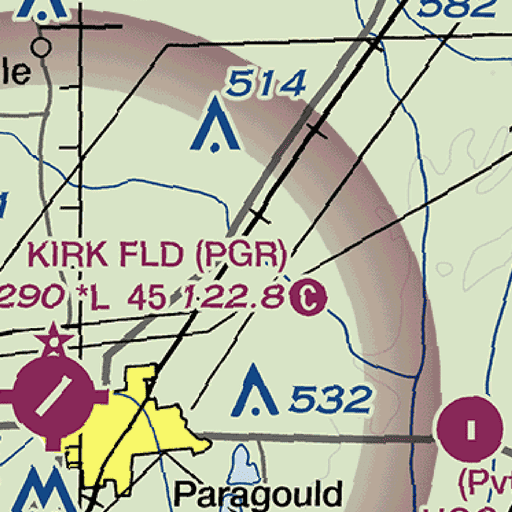 582
514
le
KIRK FLD (PGR)
290 *L 45 122.8 C
532
Paragould
(Pvt